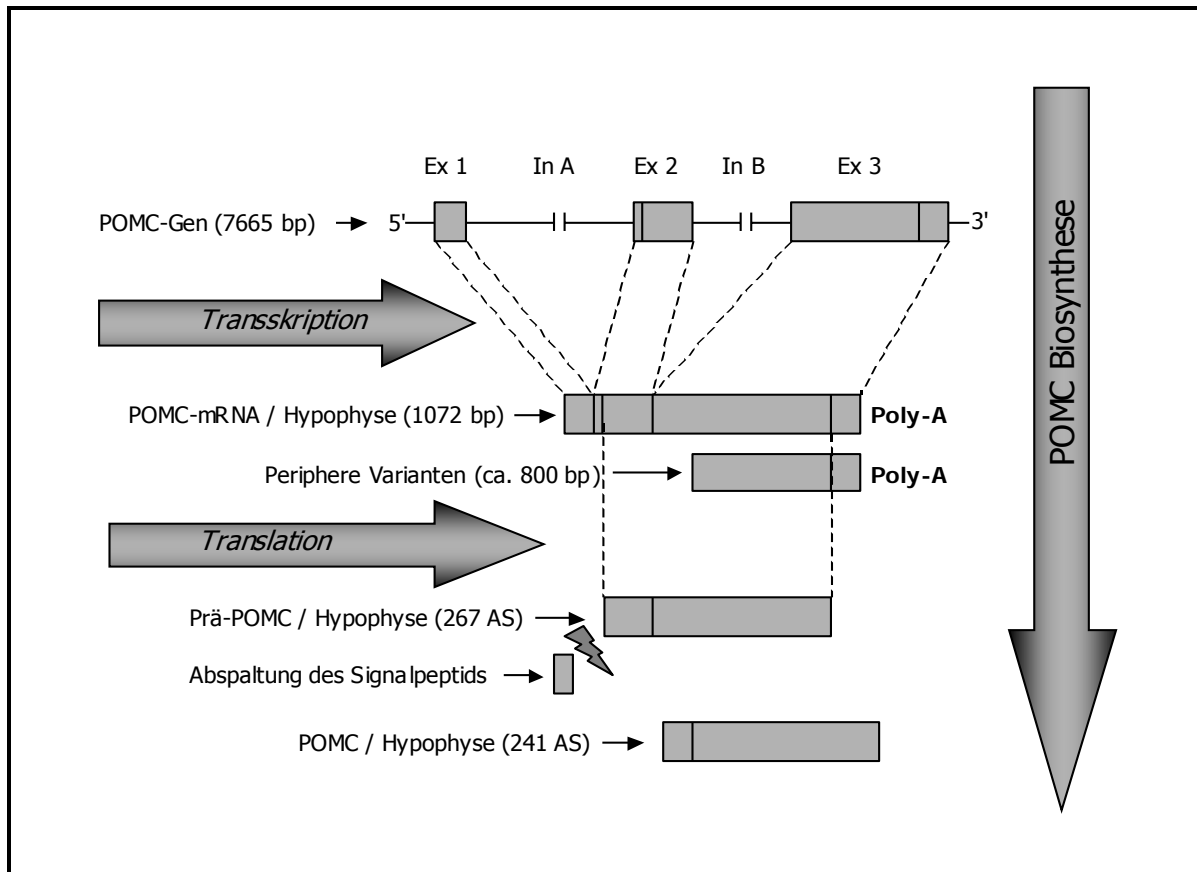 Ex 1 In A Ex 2 In B Ex 3
POMC-Gen (7665 bp) 5' 3'
Transskription
POMC-mRNA / Hypophyse (1072 bp) Poly-A
Periphere Varianten (ca. 800 bp) Poly-A
Translation
Prä-POMC / Hypophyse (267 AS)
Abspaltung des Signalpeptids
POMC / Hypophyse (241 AS)
POMC Biosynthese